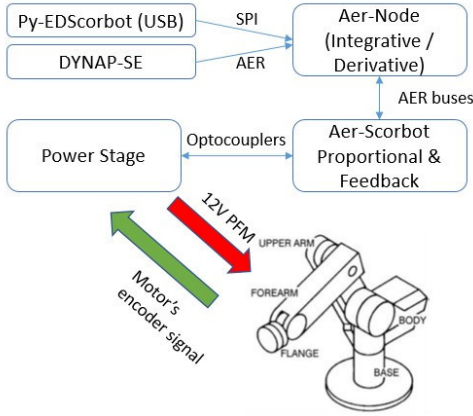 Py-EDScorbot (USB)
SPI
Aer-Node
(Integrative /
Derivative)
DYNAP-SE
AER
AER buses
Power Stage
Optocouplers
Aer-Scorbot
Proportional &
Feedback
12V PFM
Motor's
encoder signal
UPPER ARM
FOREARM
BODY
FLANGE
BASE